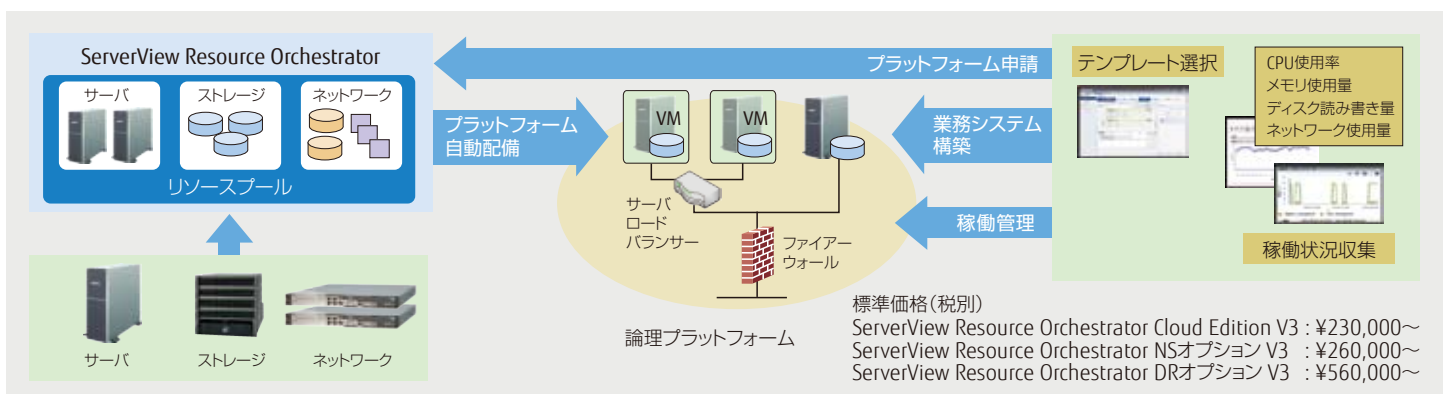 ServerView Resource Orchestrator
サーバ
ストレージ
ネットワーク
リソースプール
サーバ
ストレージ
ネットワーク
プラットフォーム
自動配備
プラットフォーム申請
VM
VM
サーバ
ロード
バランサー
ファイアー
ウォール
論理プラットフォーム
業務システム
構築
稼働管理
テンプレート選択
CPU使用率
メモリ使用量
ディスク読み書き量
ネットワーク使用量
稼働状況収集
標準価格(税別)
ServerView Resource Orchestrator Cloud Edition V3 : ¥230,000~
ServerView Resource Orchestrator NSオプション V3 : ¥260,000~
ServerView Resource Orchestrator DRオプション V3 : ¥560,000~